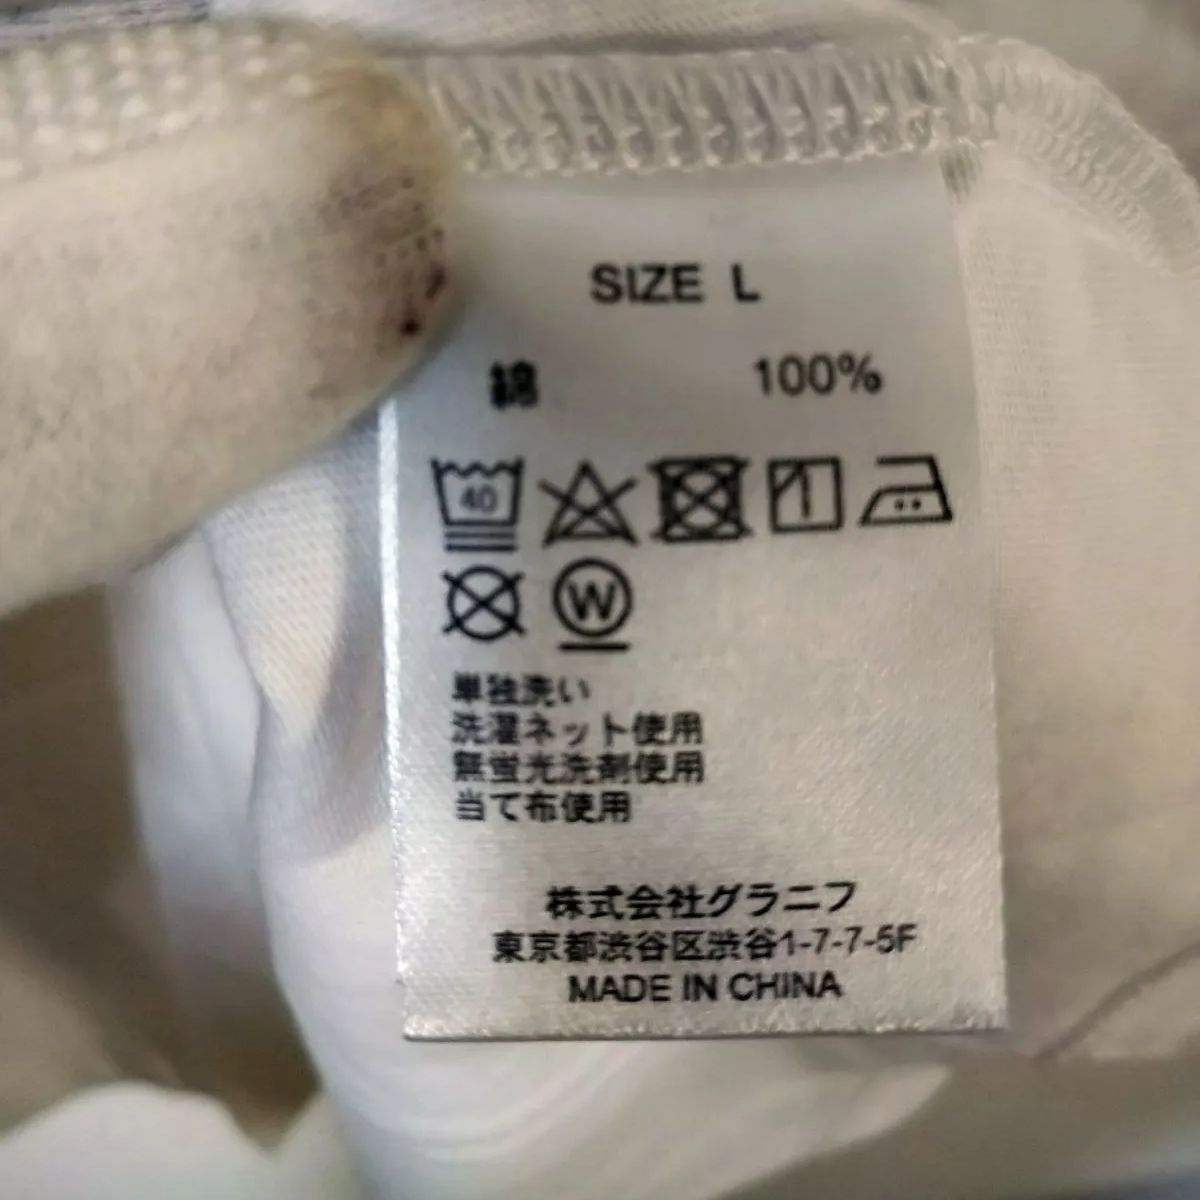 SIZE L
綿 100%
40
W
単独洗い
洗濯ネット使用
無蛍光洗剤使用
当て布使用
株式会社グラニフ
東京都渋谷区渋谷1-7-7-5F
MADE IN CHINA